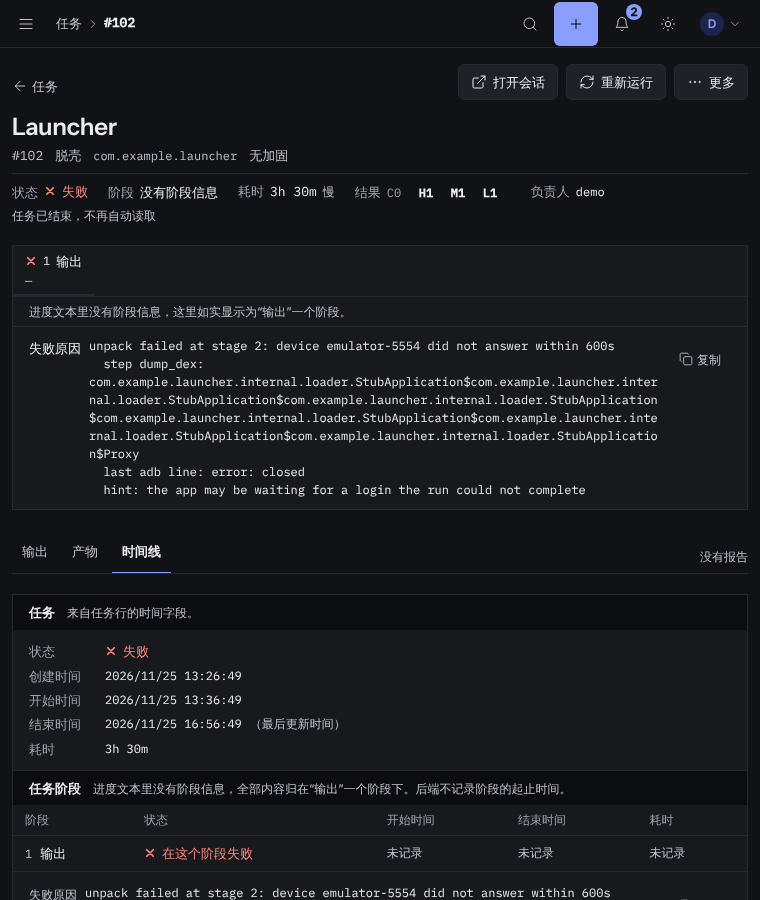 任务 > #102
2
D
← 任务
打开会话
重新运行
··· 更多
Launcher
#102 脱壳 com.example.launcher 无加固
状态 失败 阶段 没有阶段信息 耗时 3h 30m 慢 结果 C0 H1 M1 L1 负责人 demo
任务已结束，不再自动读取
1 输出
—
进度文本里没有阶段信息，这里如实显示为“输出”一个阶段。
失败原因 unpack failed at stage 2: device emulator-5554 did not answer within 600s
复制
step dump_dex:
com.example.launcher.internal.loader.StubApplication$com.example.launcher.inter
nal.loader.StubApplication$com.example.launcher.internal.loader.StubApplication
$com.example.launcher.internal.loader.StubApplication$com.example.launcher.inte
rnal.loader.StubApplication$com.example.launcher.internal.loader.StubApplicatio
n$Proxy
last adb line: error: closed
hint: the app may be waiting for a login the run could not complete
输出 产物 时间线 没有报告
任务 来自任务行的时间字段。
状态 失败
创建时间 2026/11/25 13:26:49
开始时间 2026/11/25 13:36:49
结束时间 2026/11/25 16:56:49 （最后更新时间）
耗时 3h 30m
任务阶段 进度文本里没有阶段信息，全部内容归在“输出”一个阶段下。后端不记录阶段的起止时间。
阶段 状态 开始时间 结束时间 耗时
1 输出 在这个阶段失败 未记录 未记录 未记录
失败原因 unpack failed at stage 2: device emulator-5554 did not answer within 600s